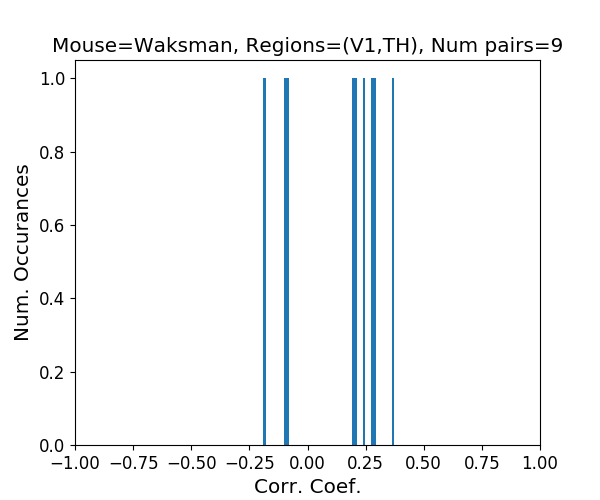 Mouse=Waksman, Regions=(V1,TH), Num pairs=9
1.0
0.8
0.6
0.4
0.2
0.0
Num. Occurances
−1.00 −0.75 −0.50 −0.25 0.00 0.25 0.50 0.75 1.00
Corr. Coef.